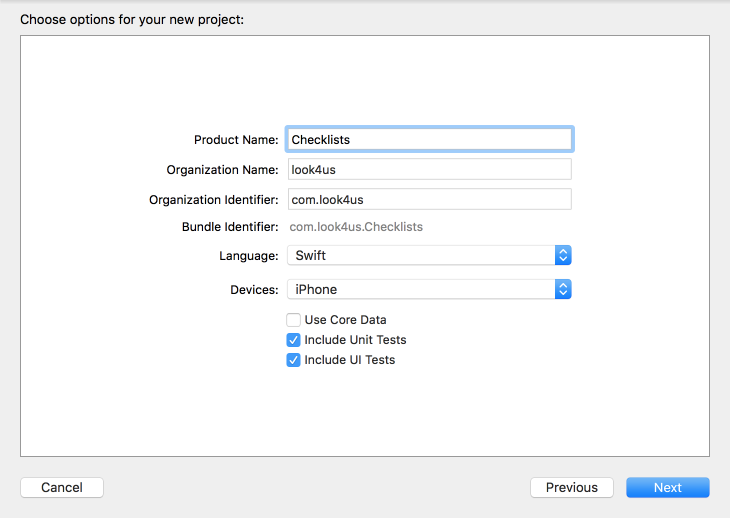 Choose options for your new project:
Product Name: Checklists
Organization Name: look4us
Organization Identifier: com.look4us
Bundle Identifier: com.look4us.Checklists
Language: Swift
Devices: iPhone
Use Core Data
Include Unit Tests
Include UI Tests
Cancel Previous Next